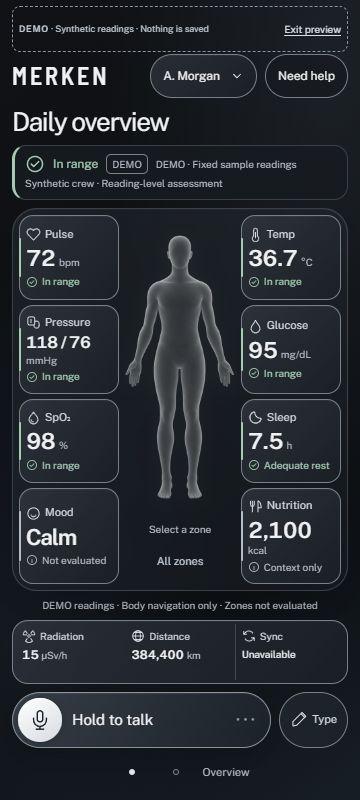 DEMO · Synthetic readings · Nothing is saved
Exit preview
MERKEN
A. Morgan
Need help
Daily overview
In range
DEMO
DEMO · Fixed sample readings
Synthetic crew · Reading-level assessment
Pulse
72 bpm
In range
Temp
36.7 °C
In range
Pressure
118 / 76
mmHg
In range
Glucose
95 mg/dL
In range
SpO₂
98 %
In range
Sleep
7.5 h
Adequate rest
Mood
Calm
Not evaluated
Nutrition
2,100
kcal
Context only
Select a zone
All zones
DEMO readings · Body navigation only · Zones not evaluated
Radiation
15 µSv/h
Distance
384,400 km
Sync
Unavailable
Hold to talk
Type
Overview